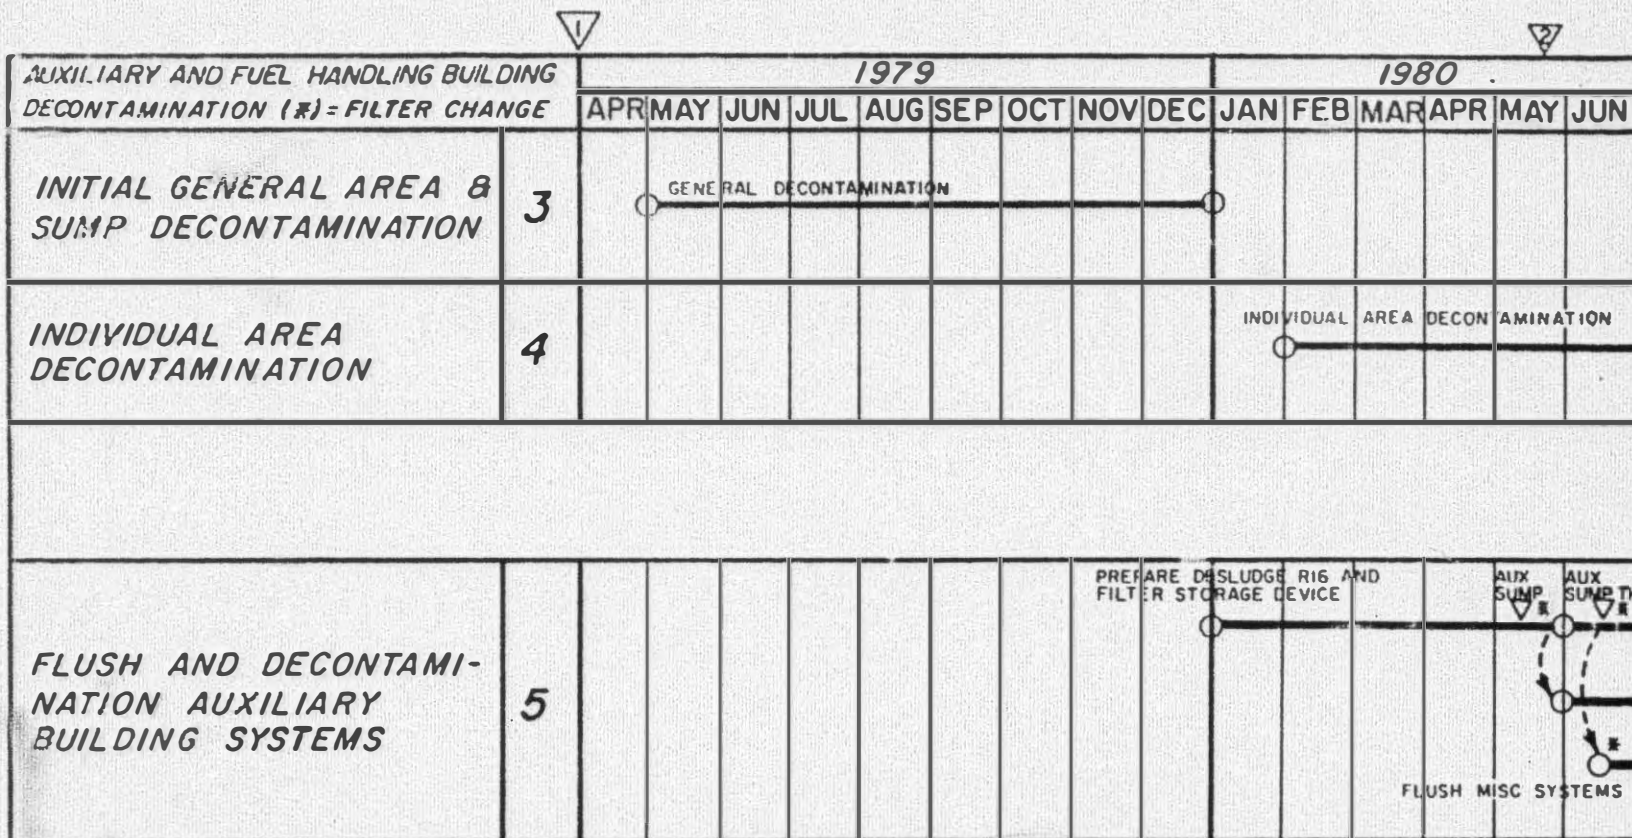 1
2
AUXILIARY AND FUEL HANDLING BUILDING
DECONTAMINATION (*) = FILTER CHANGE
1979
1980
APR MAY JUN JUL AUG SEP OCT NOV DEC JAN FEB MAR APR MAY JUN
INITIAL GENERAL AREA &
SUMP DECONTAMINATION
3
GENERAL DECONTAMINATION
INDIVIDUAL AREA
DECONTAMINATION
4
INDIVIDUAL AREA DECONTAMINATION
FLUSH AND DECONTAMI-
NATION AUXILIARY
BUILDING SYSTEMS
5
PREPARE DESLUDGE RIG AND
FILTER STORAGE DEVICE
AUX
SUMP
*
AUX
SUMP
*
*
FLUSH MISC SYSTEMS